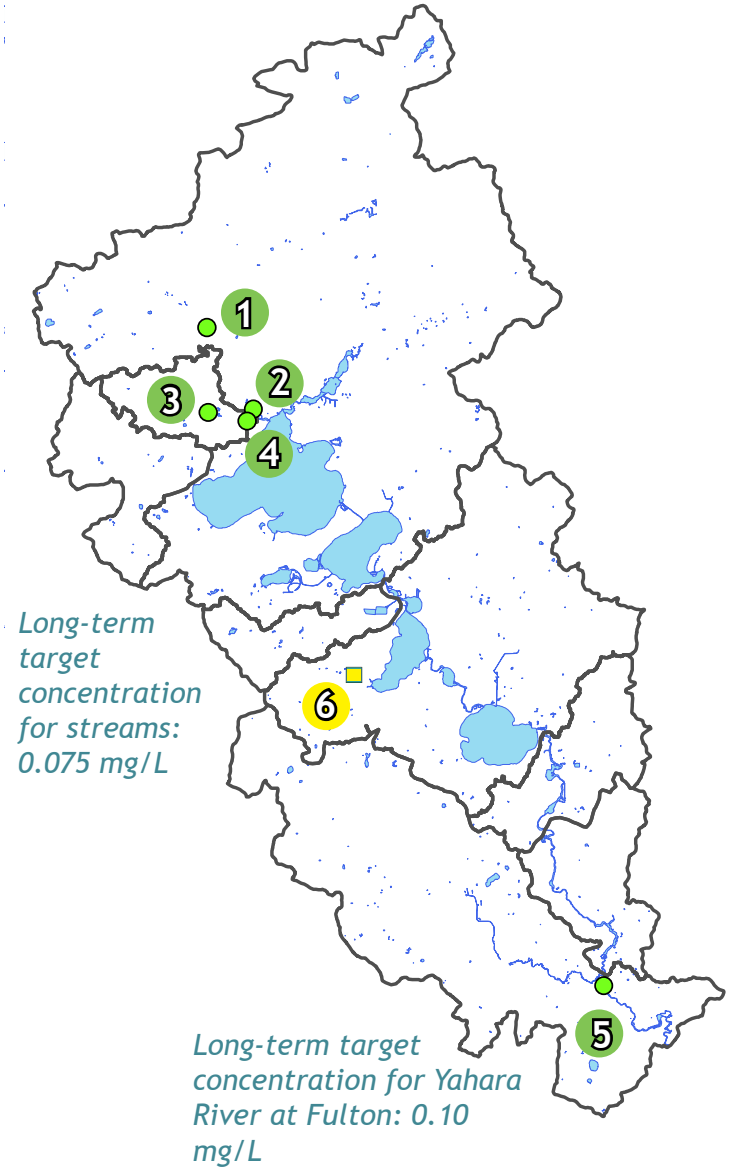 1
2
3
4
Long-term
target
concentration
for streams:
0.075 mg/L
6
5
Long-term target
concentration for Yahara
River at Fulton: 0.10
mg/L